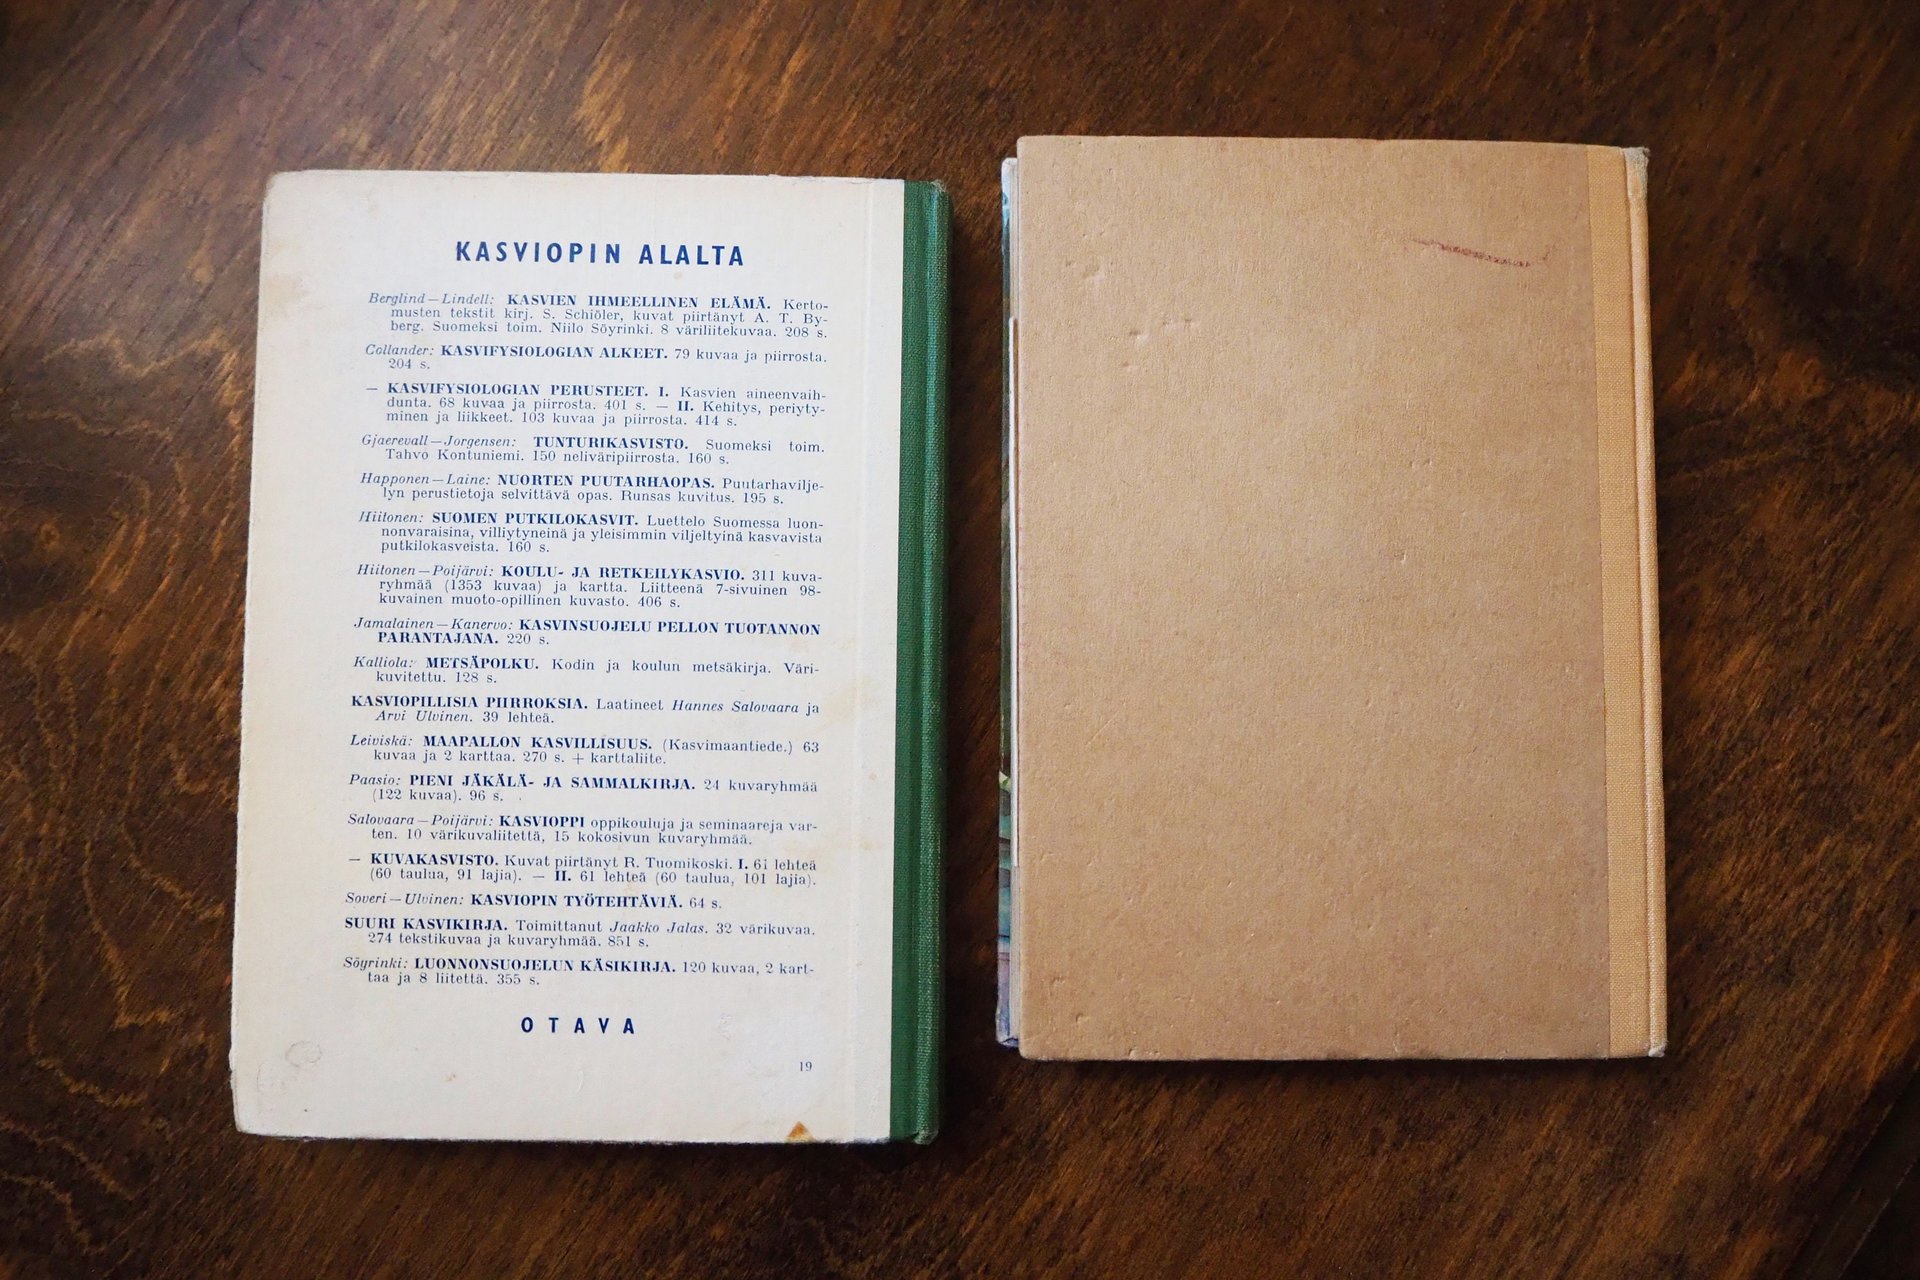 KASVIOPIN ALALTA
Berglind—Lindell: KASVIEN IHMEELLINEN ELÄMÄ. Kerto-
musten tekstit kirj. S. Schiöler, kuvat piirtänyt A. T. By-
berg. Suomeksi toim. Niilo Söyrinki. 8 väriliitekuvaa. 208 s.
Collander: KASVIFYSIOLOGIAN ALKEET. 79 kuvaa ja piirrosta.
204 s.
— KASVIFYSIOLOGIAN PERUSTEET. I. Kasvien aineenvaih-
dunta. 68 kuvaa ja piirrosta. 401 s. — II. Kehitys, periyty-
minen ja liikkeet. 103 kuvaa ja piirrosta. 414 s.
Gjaerevall—Jorgensen: TUNTURIKASVISTO. Suomeksi toim.
Tahvo Kontuniemi. 150 neliväripiirrosta. 160 s.
Happonen—Laine: NUORTEN PUUTARHAOPAS. Puutarhavilje-
lyn perustietoja selvittävä opas. Runsas kuvitus. 195 s.
Hiitonen: SUOMEN PUTKILOKASVIT. Luettelo Suomessa luon-
nonvaraisina, villiytyneinä ja yleisimmin viljeltyinä kasvavista
putkilokasveista. 160 s.
Hiitonen—Poijärvi: KOULU- JA RETKEILYKASVIO. 311 kuva-
ryhmää (1353 kuvaa) ja kartta. Liitteenä 7-sivuinen 98-
kuvainen muoto-opillinen kuvasto. 406 s.
Jamalainen—Kanervo: KASVINSUOJELU PELLON TUOTANNON
PARANTAJANA. 220 s.
Kalliola: METSÄPOLKU. Kodin ja koulun metsäkirja. Väri-
kuvitettu. 128 s.
KASVIOPILLISIA PIIRROKSIA. Laatineet Hannes Salovaara ja
Arvi Ulvinen. 39 lehteä.
Leiviskä: MAAPALLON KASVILLISUUS. (Kasvimaantiede.) 63
kuvaa ja 2 karttaa. 270 s. + karttaliite.
Paasio: PIENI JÄKÄLÄ- JA SAMMALKIRJA. 24 kuvaryhmää
(122 kuvaa). 96 s.
Salovaara—Poijärvi: KASVIOPPI oppikouluja ja seminaareja var-
ten. 10 värikuvaliitettä, 15 kokosivun kuvaryhmää.
— KUVAKASVISTO. Kuvat piirtänyt R. Tuomikoski. I. 61 lehteä
(60 taulua, 91 lajia). — II. 61 lehteä (60 taulua, 101 lajia).
Soveri—Ulvinen: KASVIOPIN TYÖTEHTÄVIÄ. 64 s.
SUURI KASVIKIRJA. Toimittanut Jaakko Jalas. 32 värikuvaa.
274 tekstikuvaa ja kuvaryhmää. 851 s.
Söyrinki: LUONNONSUOJELUN KÄSIKIRJA. 120 kuvaa, 2 kart-
taa ja 8 liitettä. 355 s.
OTAVA
19